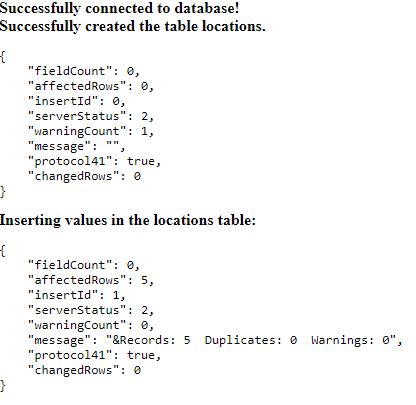 Successfully connected to database!
Successfully created the table locations.
{
    "fieldCount": 0,
    "affectedRows": 0,
    "insertId": 0,
    "serverStatus": 2,
    "warningCount": 1,
    "message": "",
    "protocol41": true,
    "changedRows": 0
}
Inserting values in the locations table:
{
    "fieldCount": 0,
    "affectedRows": 5,
    "insertId": 1,
    "serverStatus": 2,
    "warningCount": 0,
    "message": "&Records: 5  Duplicates: 0  Warnings: 0",
    "protocol41": true,
    "changedRows": 0
}